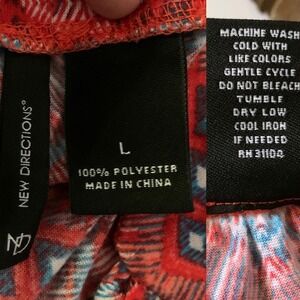 NEW DIRECTIONS®
ND
L
100% POLYESTER
MADE IN CHINA
MACHINE WASH
COLD WITH
LIKE COLORS
GENTLE CYCLE
DO NOT BLEACH
TUMBLE
DRY LOW
COOL IRON
IF NEEDED
RN 31104